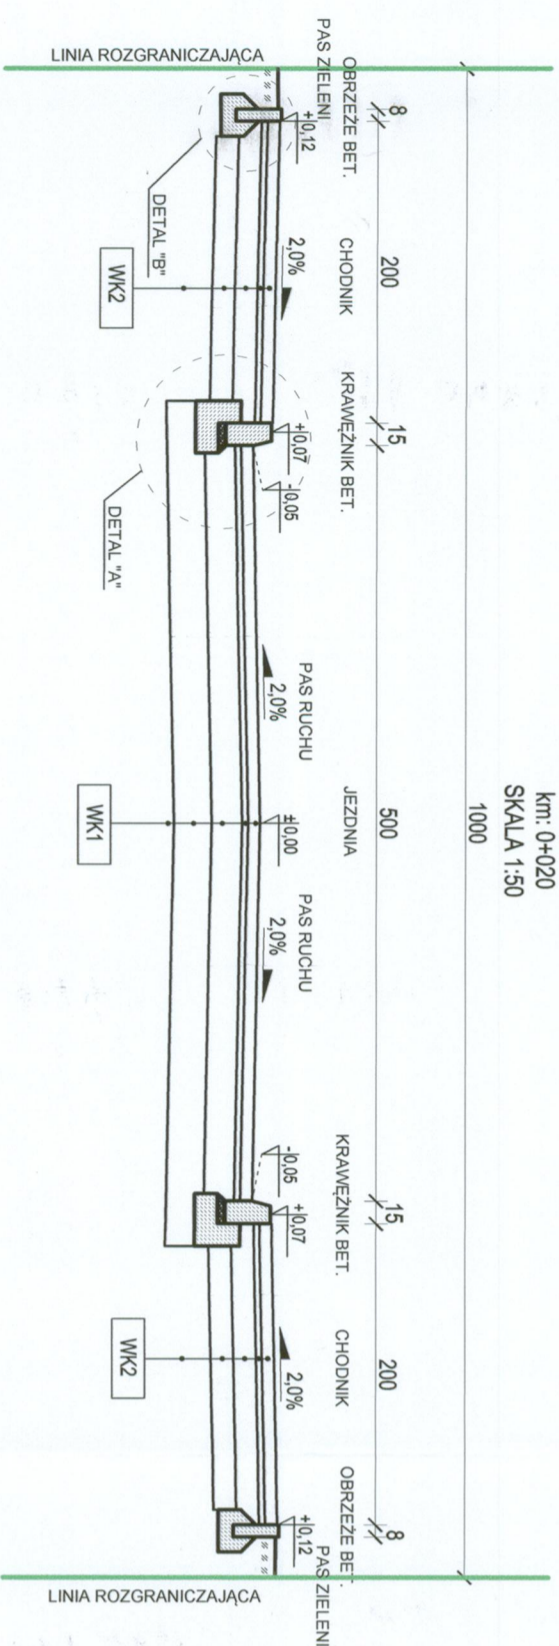 km: 0+020
SKALA 1:50
1000
8
200
15
500
15
200
8
OBRZEŻE BET.
CHODNIK
KRAWĘŻNIK BET.
JEZDNIA
KRAWĘŻNIK BET.
CHODNIK
OBRZEŻE BET.
PAS ZIELENI
PAS RUCHU
PAS RUCHU
PAS ZIELENI
+0,12
2,0%
+0,07
-0,05
2,0%
±0,00
2,0%
-0,05
+0,07
2,0%
+0,12
LINIA ROZGRANICZAJĄCA
LINIA ROZGRANICZAJĄCA
DETAL "B"
WK2
DETAL "A"
WK1
WK2